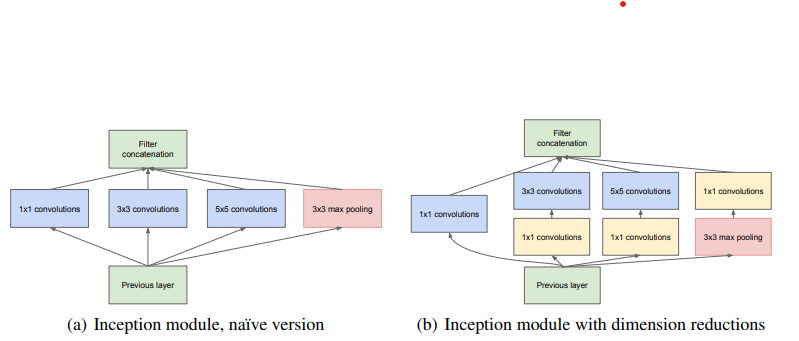 Filter
concatenation
1x1 convolutions
3x3 convolutions
5x5 convolutions
3x3 max pooling
Previous layer
(a) Inception module, naïve version
Filter
concatenation
3x3 convolutions
5x5 convolutions
1x1 convolutions
1x1 convolutions
1x1 convolutions
1x1 convolutions
3x3 max pooling
Previous layer
(b) Inception module with dimension reductions